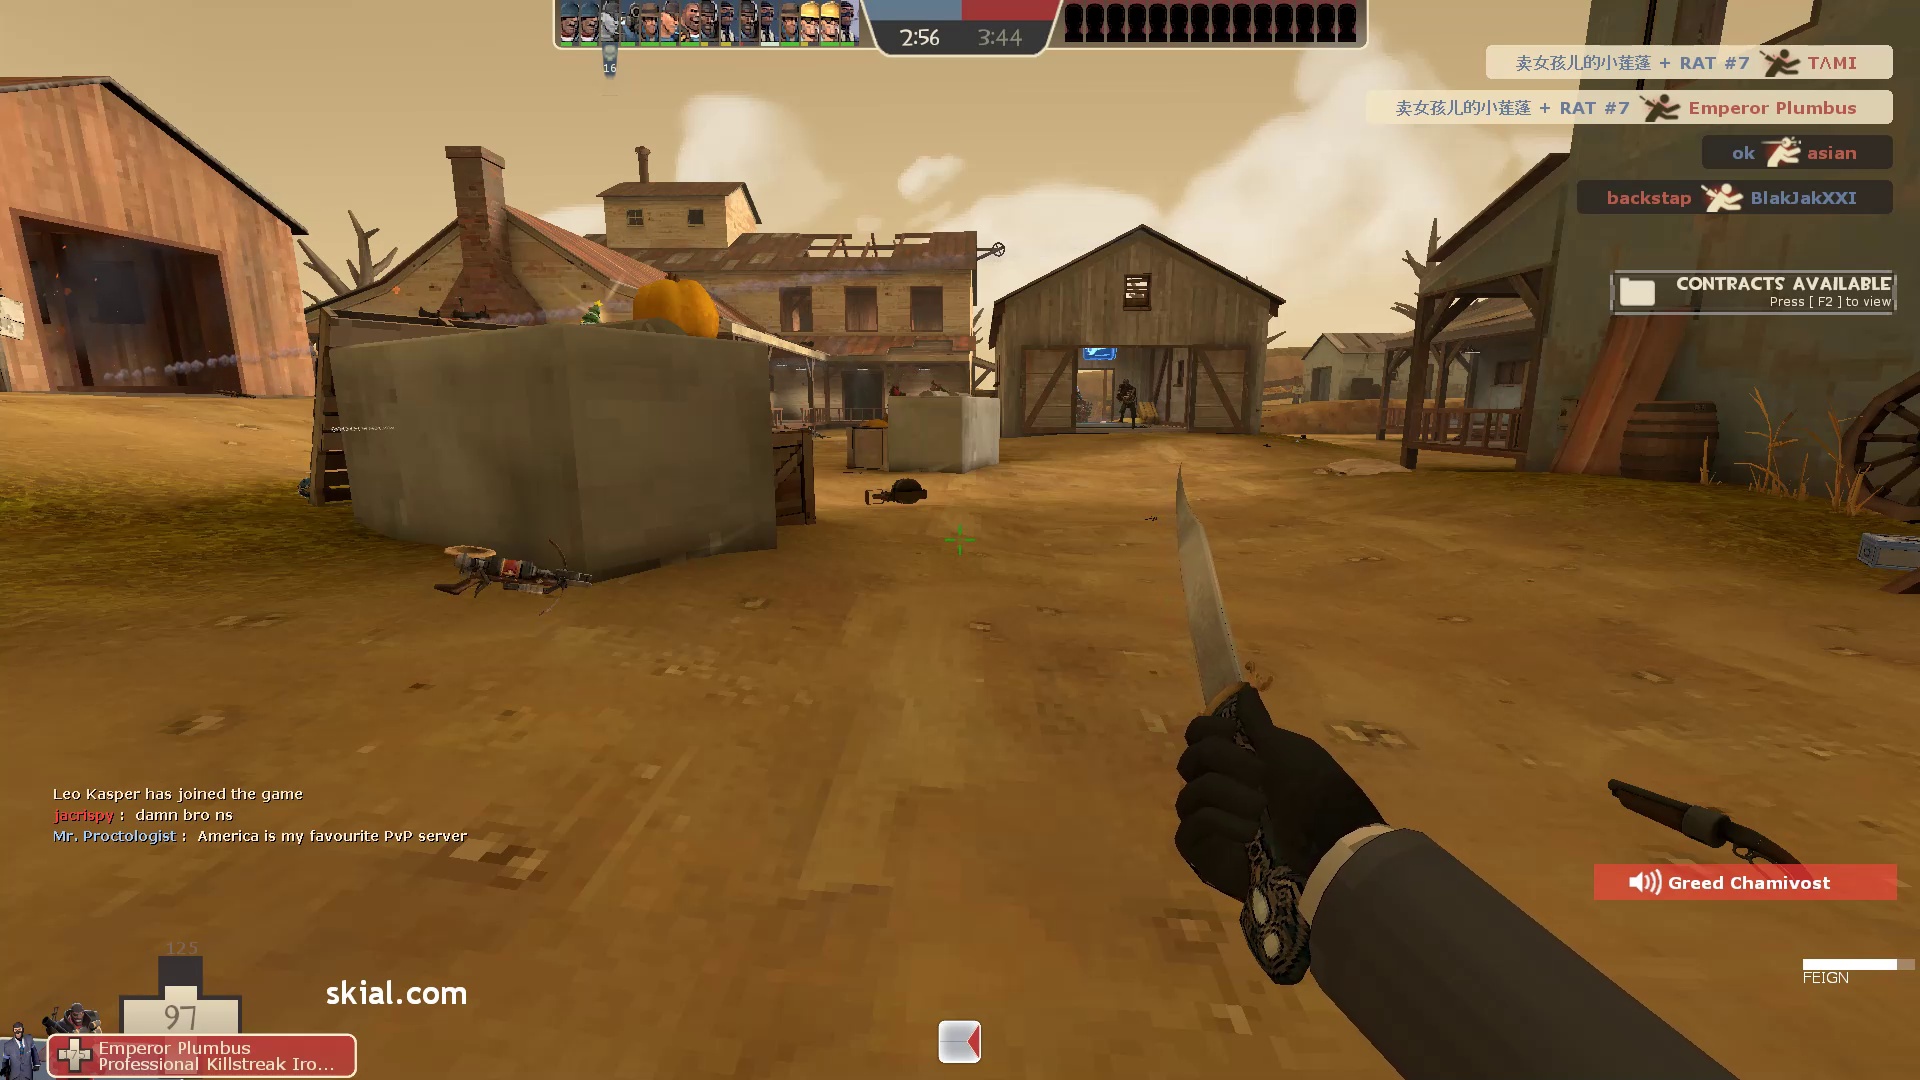 2:56 3:44
16
卖女孩儿的小莲蓬 + RAT #7 TΛMI
卖女孩儿的小莲蓬 + RAT #7 Emperor Plumbus
ok asian
backstap BlakJakXXI
CONTRACTS AVAILABLE
Press [ F2 ] to view
Leo Kasper has joined the game
jacrispy : damn bro ns
Mr. Proctologist : America is my favourite PvP server
Greed Chamivost
125
97
skial.com
FEIGN
175
Emperor Plumbus
Professional Killstreak Iro...